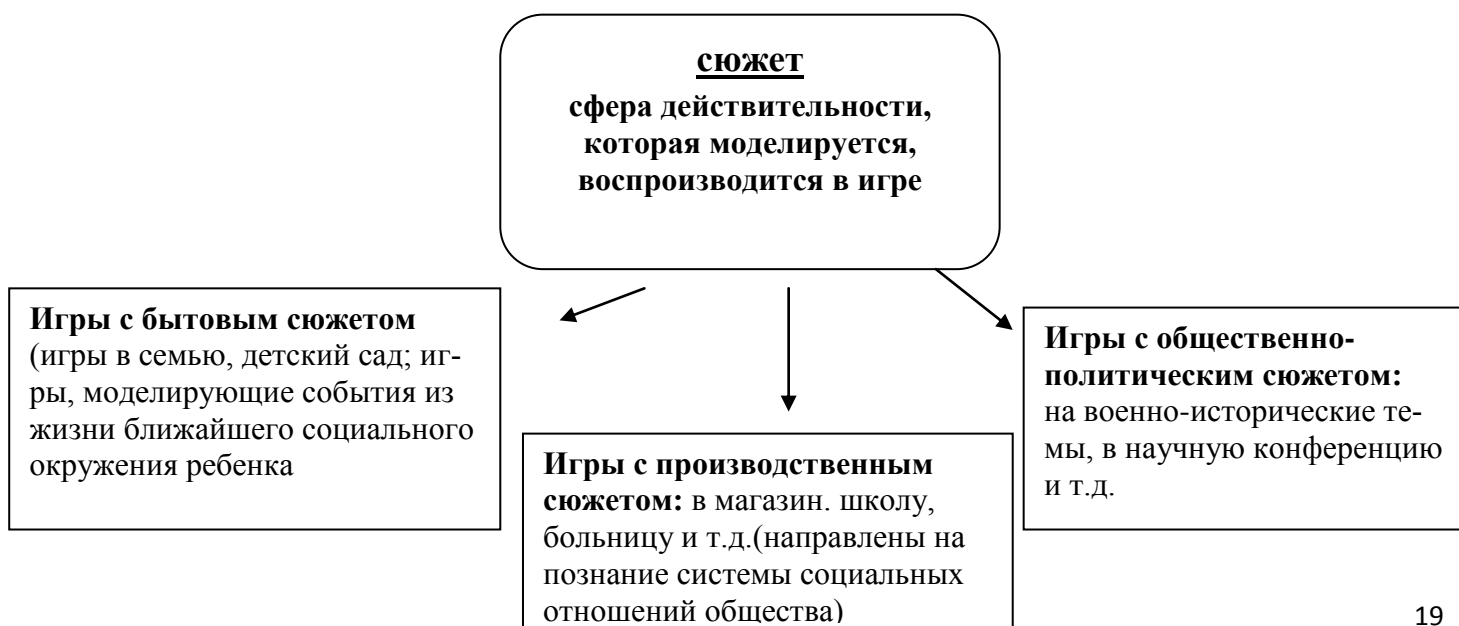 сюжет
сфера действительности,
которая моделируется,
воспроизводится в игре
Игры с бытовым сюжетом
(игры в семью, детский сад; иг-
ры, моделирующие события из
жизни ближайшего социального
окружения ребенка
Игры с производственным
сюжетом: в магазин. школу,
больницу и т.д.(направлены на
познание системы социальных
отношений общества)
Игры с общественно-
политическим сюжетом:
на военно-исторические те-
мы, в научную конференцию
и т.д.
19